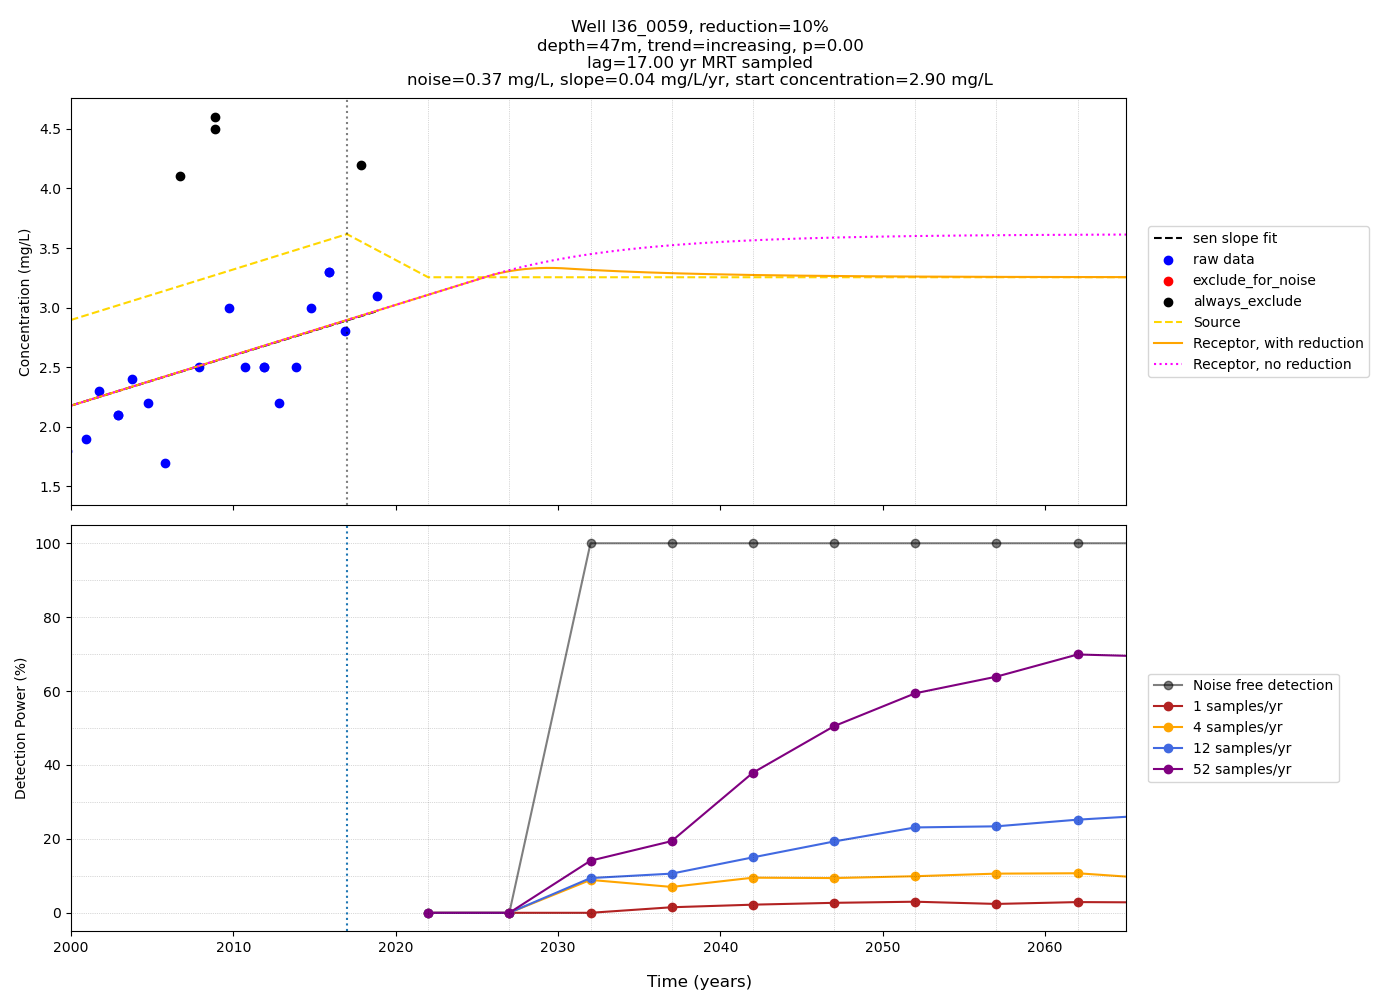 Well l36_0059, reduction=10%
depth=47m, trend=increasing, p=0.00
lag=17.00 yr MRT sampled
noise=0.37 mg/L, slope=0.04 mg/L/yr, start concentration=2.90 mg/L
Concentration (mg/L)
4.5
4.0
3.5
3.0
2.5
2.0
1.5
sen slope fit
raw data
exclude_for_noise
always_exclude
Source
Receptor, with reduction
Receptor, no reduction
Detection Power (%)
100
80
60
40
20
0
Noise free detection
1 samples/yr
4 samples/yr
12 samples/yr
52 samples/yr
2000 2010 2020 2030 2040 2050 2060
Time (years)